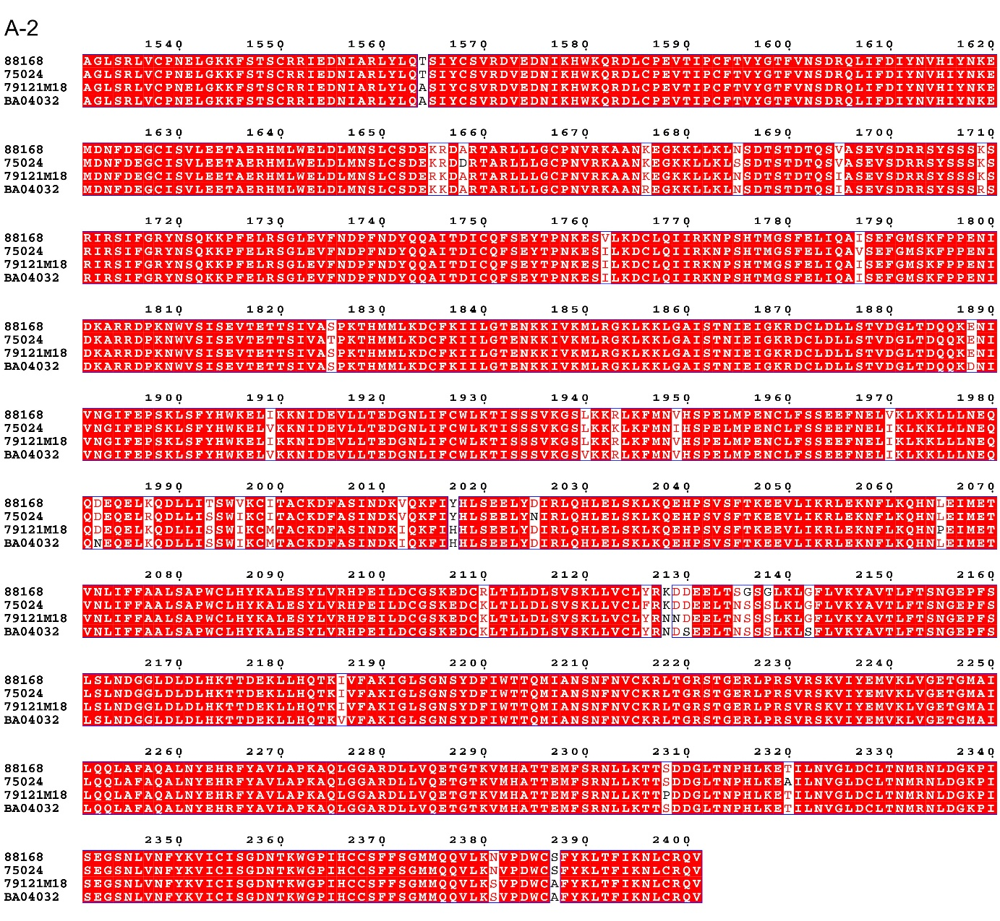 A-2
1540 1550 1560 1570 1580 1590 1600 1610 1620
88168 AGLSRLVCPNELGKKFSTSCRRIEDNIARLYLQTSIYCSVRDVEDNIKHWKQRDLCPEVTIPCFTVYGTFVNSDRQLIFDIYNVHIYNKE
75024 AGLSRLVCPNELGKKFSTSCRRIEDNIARLYLQTSIYCSVRDVEDNIKHWKQRDLCPEVTIPCFTVYGTFVNSDRQLIFDIYNVHIYNKE
79121M18 AGLSRLVCPNELGKKFSTSCRRIEDNIARLYLQASIYCSVRDVEDNIKHWKQRDLCPEVTIPCFTVYGTFVNSDRQLIFDIYNVHIYNKE
BA04032 AGLSRLVCPNELGKKFSTSCRRIEDNIARLYLQASIYCSVRDVEDNIKHWKQRDLCPEVTIPCFTVYGTFVNSDRQLIFDIYNVHIYNKE
1630 1640 1650 1660 1670 1680 1690 1700 1710
88168 MDNFDEGCISVLEETAERHMLWELDLMNSLCSDEKRDARTARLLLGCPNVRKAANKEGKKLLKLNSDTSTDTQSVASEVSDRRSYSSSKS
75024 MDNFDEGCISVLEETAERHMLWELDLMNSLCSDEKRDDRTARLLLGCPNVRKAANKEGKKLLKLSSDTSTDTQSVASEVSDRRSYSSSKS
79121M18 MDNFDEGCISVLEETAERHMLWELDLMNSLCSDERKDARTARLLLGCPNVRKAANKEGKKLLKLNSDTSTDTQSIASEVSDRRSYSSSKS
BA04032 MDNFDEGCISVLEETAERHMLWELDLMNSLCSDEKKDARTARLLLGCPNVRKAANREGKKLLKLNSDTSTDTQSIASEVSDRRSYSSSRS
1720 1730 1740 1750 1760 1770 1780 1790 1800
88168 RIRSIFGRYNSQKKPFELRSGLEVFNDPFNDYQQAITDICQFSEYTPNKESVLKDCLQIIRKNPSHTMGSFELIQAISEFGMSKFPPENI
75024 RIRSIFGRYNSQKKPFELRSGLEVFNDPFNDYQQAITDICQFSEYTPNKESILKDCLQIIRKNPSHTMGSFELIQAVSEFGMSKFPPENI
79121M18 RIRSIFGRYNSQKKPFELRSGLEVFNDPFNDYQQAITDICQFSEYTPNKESILKDCLQIIRKNPSHTMGSFELIQAISEFGMSKFPPENI
BA04032 RIRSIFGRYNSQKKPFELRSGLEVFNDPFNDYQQAITDICQFSEYTPNKESILKDCLQIIRKNPSHTMGSFELIQAISEFGMSKFPPENI
1810 1820 1830 1840 1850 1860 1870 1880 1890
88168 DKARRDPKNWVSISEVTETTSIVASPKTHMMLKDCFKIILGTENKKIVKMLRGKLKKLGAISTNIEIGKRDCLDLLSTVDGLTDQQKENI
75024 DKARRDPKNWVSISEVTETTSIVATPKTHMMLKDCFKIILGTENKKIVKMLRGKLKKLGAISTNIEIGKRDCLDLLSTVDGLTDQQKENI
79121M18 DKARRDPKNWVSISEVTETTSIVASPKTHMMLKDCFKIILGTENKKIVKMLRGKLKKLGAISTNIEIGKRDCLDLLSTVDGLTDQQKENI
BA04032 DKARRDPKNWVSISEVTETTSIVASPKTHMMLKDCFKIILGTENKKIVKMLRGKLKKLGAISTNIEIGKRDCLDLLSTVDGLTDQQKDNI
1900 1910 1920 1930 1940 1950 1960 1970 1980
88168 VNGIFEPSKLSFYHWKELIKKNIDEVLLTEDGNLIFCWLKTISSSVKGSLKKRLKFMNVHSPELMPENCLFSSEEFNELVKLKKLLLNEQ
75024 VNGIFEPSKLSFYHWKELVKKNIDEVLLTEDGNLIFCWLKTISSSVKGSLKKRLKFMNIHSPELMPENCLFSSEEFNELIKLKKLLLNEQ
79121M18 VNGIFEPSKLSFYHWKELIKKNIDEVLLTEDGNLIFCWLKTISSSVKGSLKKRLKFMNVHSPELMPENCLFSSEEFNELIKLKKLLLNEQ
BA04032 VNGIFEPSKLSFYHWKELVKKNIDEVLLTEDGNLIFCWLKTISSSVKGSVKKRLKFMNVHSPELMPENCLFSSEEFNELIKLKKLLLNEQ
1990 2000 2010 2020 2030 2040 2050 2060 2070
88168 QDEQELKQDLLITSWVKCITACKDFASINDKVQKFIYHLSEELYDIRLQHLELSKLKQEHPSVSFTKEEVLIKRLEKNFLKQHNLEIMET
75024 QDEQELRQDLLISSWIKCITACKDFASINDKVQKFIYHLSEELYNIRLQHLELSKLKQEHPSVSFTKEEVLIKRLEKNFLKQHNLEIMET
79121M18 QDEQELKQDLLISSWIKCMTACKDFASINDKIQKFIHHLSEELYDIRLQHLELSKLKQEHPSVSFTKEEVLIKRLEKNFLKQHNPEIMET
BA04032 QNEQELKQDLLISSWIKCMTACKDFASINDKIQKFIHHLSEELYDIRLQHLELSKLKQEHPSVSFTKEEVLIKRLEKNFLKQHNLEIMET
2080 2090 2100 2110 2120 2130 2140 2150 2160
88168 VNLIFFAALSAPWCLHYKALESYLVRHPEILDCGSKEDCRLTLLDLSVSKLLVCLYRKDDEELTSGSGLKLGFLVKYAVTLFTSNGEPFS
75024 VNLIFFAALSAPWCLHYKALESYLVRHPEILDCGSKEDCKLTLLDLSVSKLLVCLFRKDDEELTNSSSLKLGFLVKYAVTLFTSNGEPFS
79121M18 VNLIFFAALSAPWCLHYKALESYLVRHPEILDCGSKEDCKLTLLDLSVSKLLVCLYRNNDEELTNSSSLKLGFLVKYAVTLFTSNGEPFS
BA04032 VNLIFFAALSAPWCLHYKALESYLVRHPEILDCGSKEDCKLTLLDLSVSKLLVCLYRNDSEELTNSSSLKLSFLVKYAVTLFTSNGEPFS
2170 2180 2190 2200 2210 2220 2230 2240 2250
88168 LSLNDGGLDLDLHKTTDEKLLHQTKIVFAKIGLSGNSYDFIWTTQMIANSNFNVCKRLTGRSTGERLPRSVRSKVIYEMVKLVGETGMAI
75024 LSLNDGGLDLDLHKTTDEKLLHQTKIVFAKIGLSGNSYDFIWTTQMIANSNFNVCKRLTGRSTGERLPRSVRSKVIYEMVKLVGETGMAI
79121M18 LSLNDGGLDLDLHKTTDEKLLHQTKIVFAKIGLSGNSYDFIWTTQMIANSNFNVCKRLTGRSTGERLPRSVRSKVIYEMVKLVGETGMAI
BA04032 LSLNDGGLDLDLHKTTDEKLLHQTKVVFAKIGLSGNSYDFIWTTQMIANSNFNVCKRLTGRSTGERLPRSVRSKVIYEMVKLVGETGMAI
2260 2270 2280 2290 2300 2310 2320 2330 2340
88168 LQQLAFAQALNYEHRFYAVLAPKAQLGGARDLLVQETGTKVMHATTEMFSRNLLKTTSDDGLTNPHLKETILNVGLDCLTNMRNLDGKPI
75024 LQQLAFAQALNYEHRFYAVLAPKAQLGGARDLLVQETGTKVMHATTEMFSRNLLKTTSDDGLTNPHLKEAILNVGLDCLTNMRNLDGKPI
79121M18 LQQLAFAQALNYEHRFYAVLAPKAQLGGARDLLVQETGTKVMHATTEMFSRNLLKTTPDDGLTNPHLKETILNVGLDCLTNMRNLDGKPI
BA04032 LQQLAFAQALNYEHRFYAVLAPKAQLGGARDLLVQETGTKVMHATTEMFSRNLLKTTSDDGLTNPHLKETILNVGLDCLTNMRNLDGKPI
2350 2360 2370 2380 2390 2400
88168 SEGSNLVNFYKVICISGDNTKWGPIHCCSFFSGMMQQVLKNVPDWCSFYKLTFIKNLCRQV
75024 SEGSNLVNFYKVICISGDNTKWGPIHCCSFFSGMMQQVLKNVPDWCSFYKLTFIKNLCRQV
79121M18 SEGSNLVNFYKVICISGDNTKWGPIHCCSFFSGMMQQVLKSVPDWCAFYKLTFIKNLCRQV
BA04032 SEGSNLVNFYKVICISGDNTKWGPIHCCSFFSGMMQQVLKSVPDWCAFYKLTFIKNLCRQV